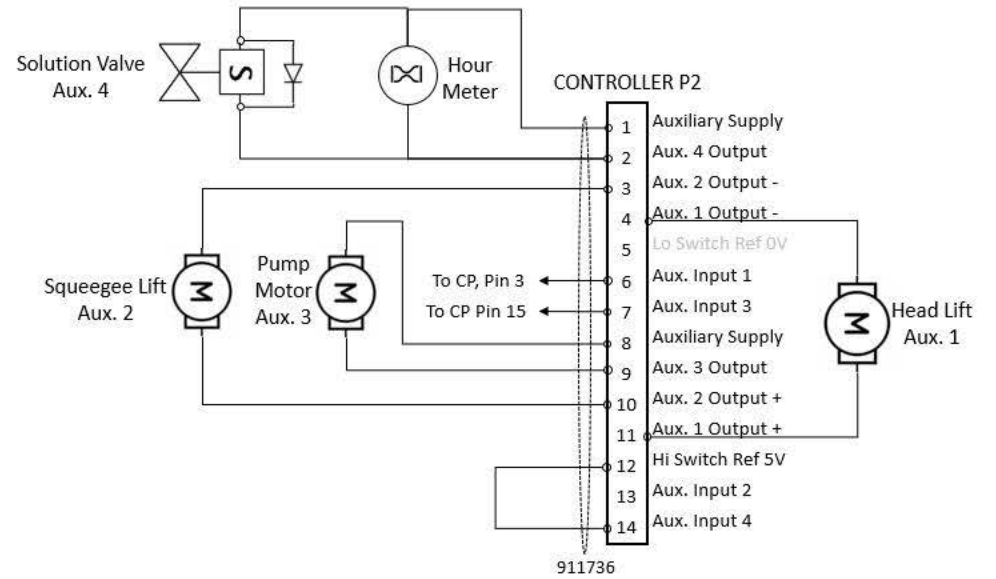 Solution Valve
Aux. 4
S
Hour
Meter
CONTROLLER P2
1 Auxiliary Supply
2 Aux. 4 Output
3 Aux. 2 Output -
4 Aux. 1 Output -
5 Lo Switch Ref 0V
6 Aux. Input 1
7 Aux. Input 3
8 Auxiliary Supply
9 Aux. 3 Output
10 Aux. 2 Output +
11 Aux. 1 Output +
12 Hi Switch Ref 5V
13 Aux. Input 2
14 Aux. Input 4
Squeegee Lift
Aux. 2
M
Pump
Motor
Aux. 3
M
To CP, Pin 3
To CP Pin 15
M
Head Lift
Aux. 1
911736